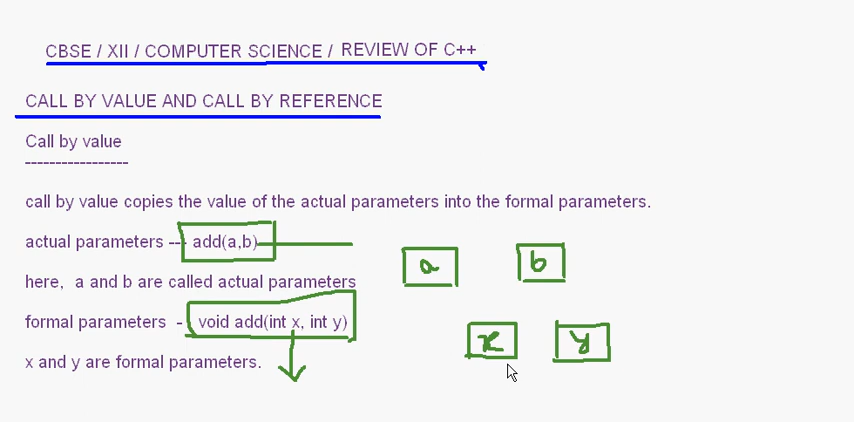 CBSE / XII / COMPUTER SCIENCE / REVIEW OF C++
CALL BY VALUE AND CALL BY REFERENCE
Call by value
-----------------
call by value copies the value of the actual parameters into the formal parameters.
actual parameters --- add(a,b)
a b
here, a and b are called actual parameters
formal parameters - void add(int x, int y)
x y
x and y are formal parameters.